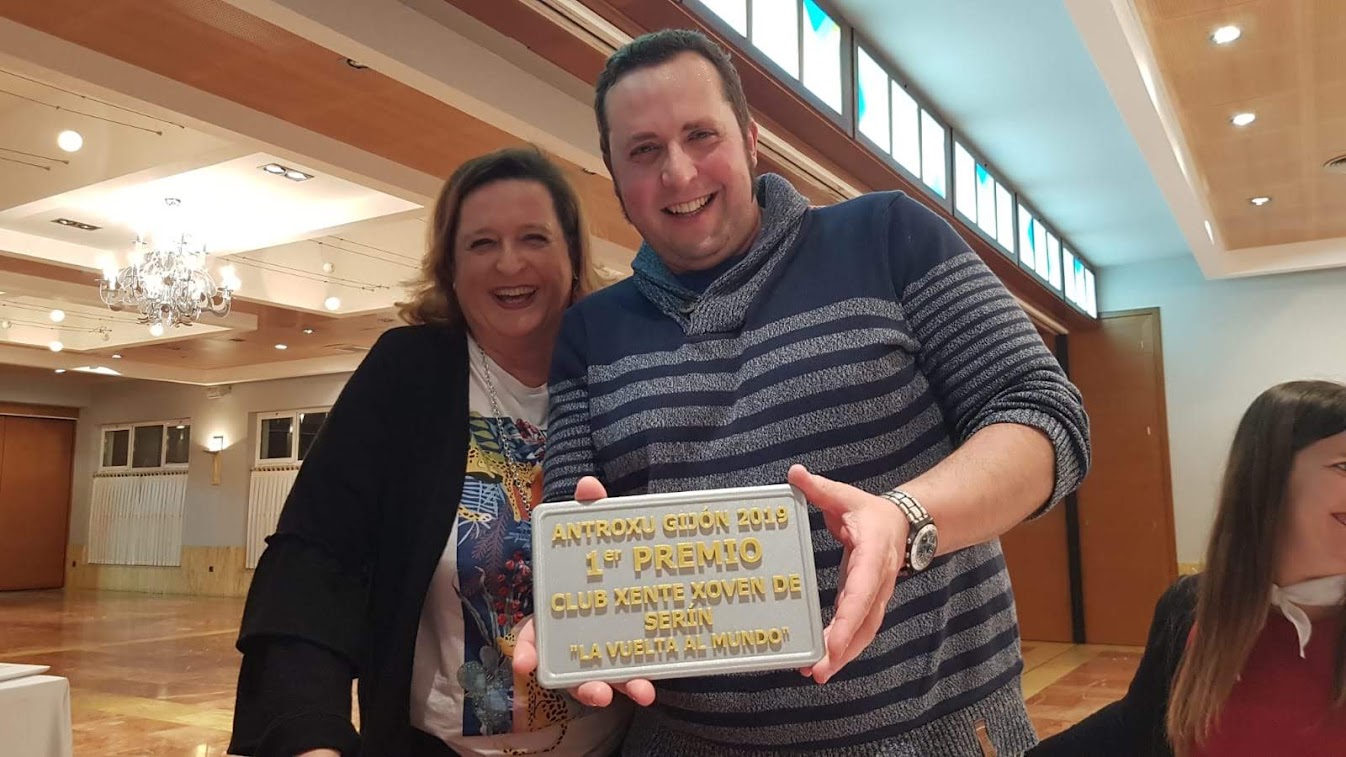 ANTROXU GIJÓN 2019
1er PREMIO
CLUB XENTE XOVEN DE
SERÍN
"LA VUELTA AL MUNDO"